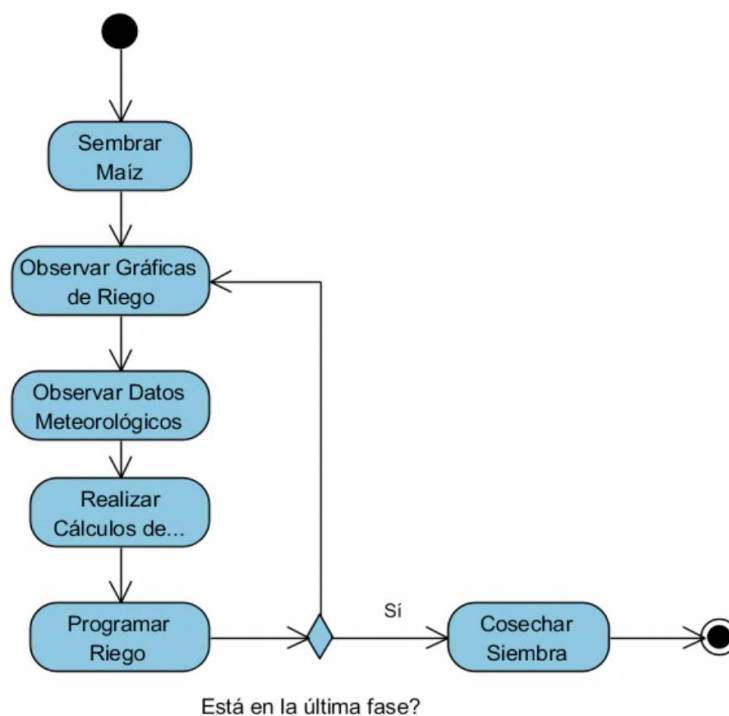 Sembrar
Maíz
Observar Gráficas
de Riego
Observar Datos
Meteorológicos
Realizar
Cálculos de...
Programar
Riego
Sí
Cosechar
Siembra
Está en la última fase?